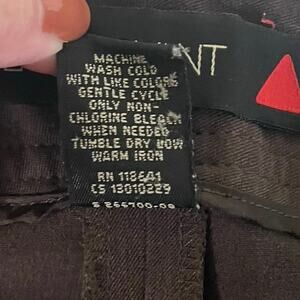 NT
MACHINE
WASH COLD
WITH LIKE COLORS
GENTLE CYCLE
ONLY NON-
CHLORINE BLEACH
WHEN NEEDED
TUMBLE DRY LOW
WARM IRON
RN 118641
CS 13010229